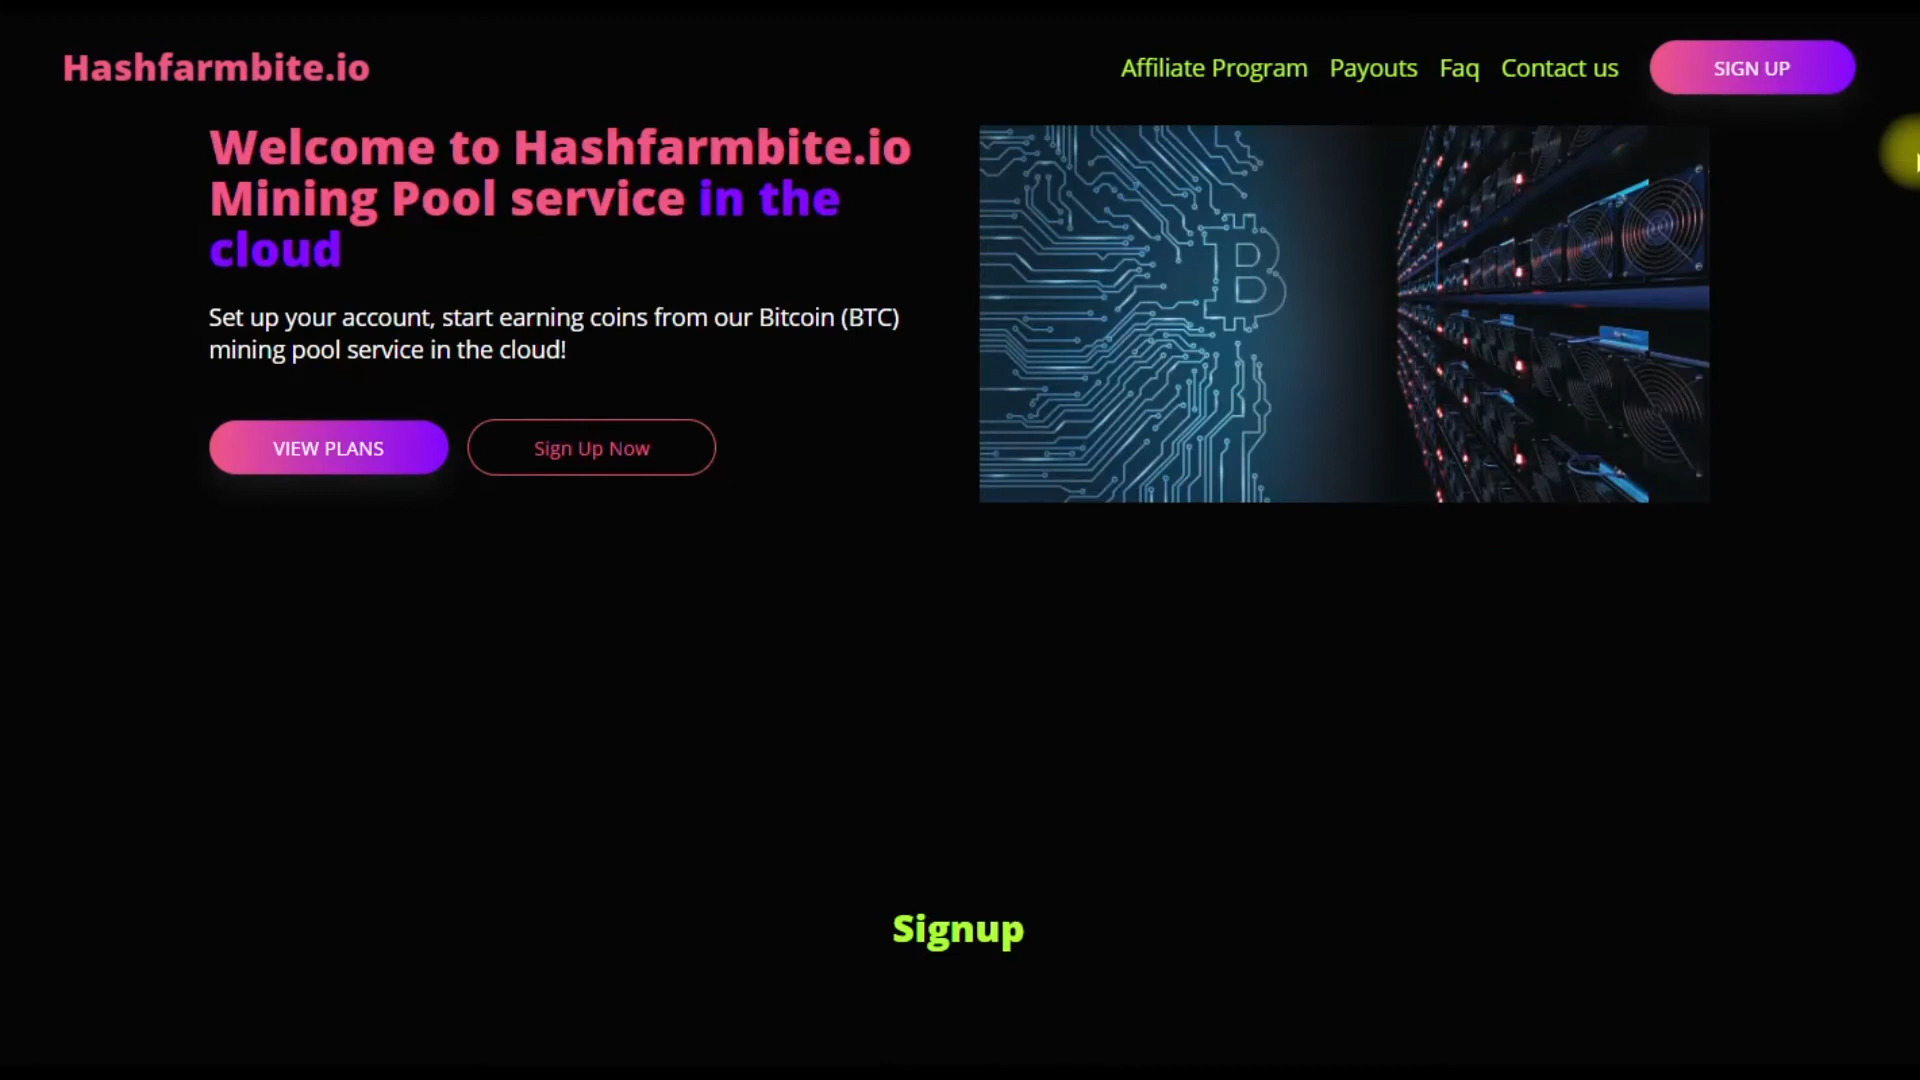 Hashfarmbite.io
Affiliate Program
Payouts
Faq
Contact us
SIGN UP
Welcome to Hashfarmbite.io
Mining Pool service in the
cloud
Set up your account, start earning coins from our Bitcoin (BTC)
mining pool service in the cloud!
VIEW PLANS
Sign Up Now
Signup